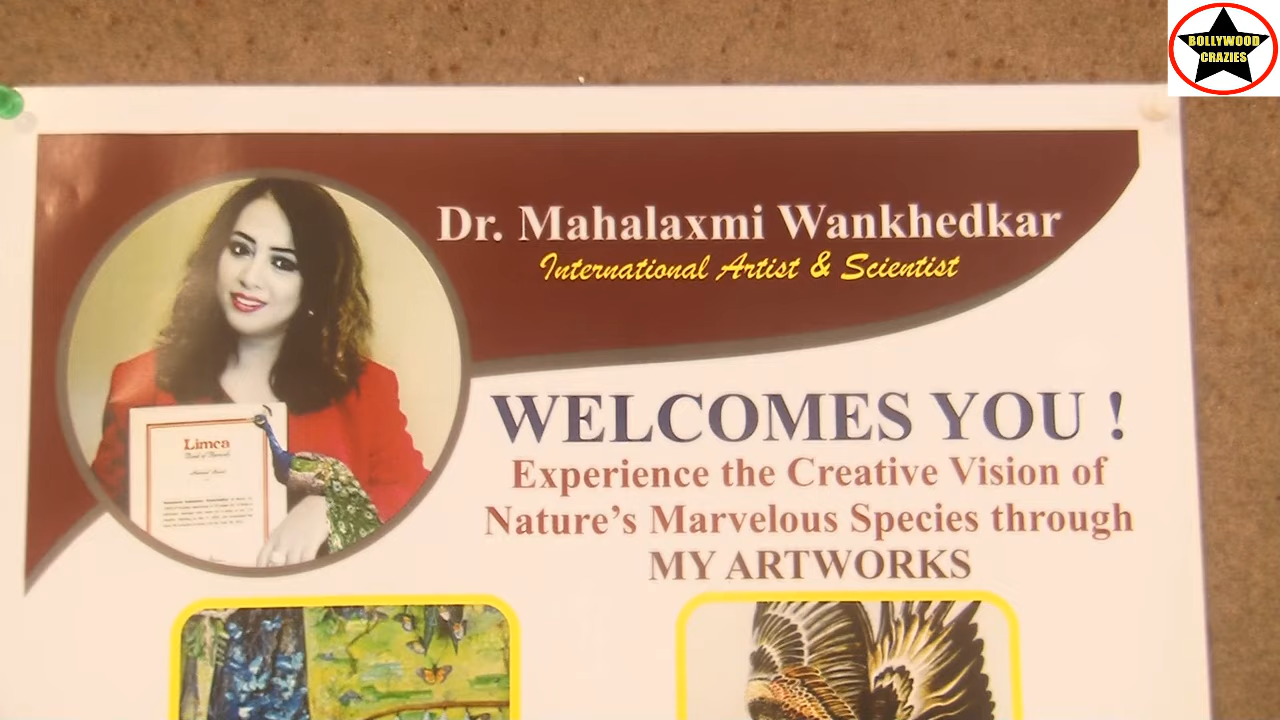 BOLLYWOOD
CRAZIES
Dr. Mahalaxmi Wankhedkar
International Artist & Scientist
WELCOMES YOU !
Experience the Creative Vision of
Nature's Marvelous Species through
MY ARTWORKS
Limca